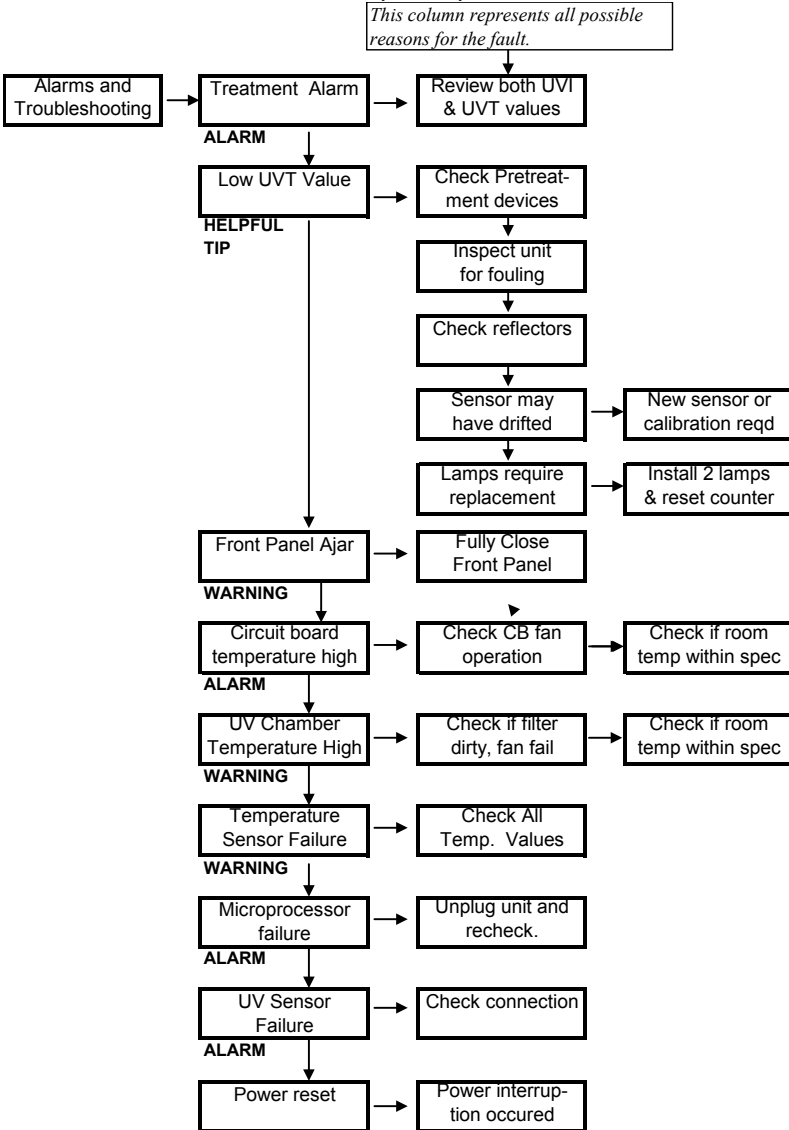 This column represents all possible
reasons for the fault.
Alarms and
Troubleshooting
Treatment Alarm
Review both UVI
& UVT values
ALARM
Low UVT Value
Check Pretreat-
ment devices
HELPFUL
TIP
Inspect unit
for fouling
Check reflectors
Sensor may
have drifted
New sensor or
calibration reqd
Lamps require
replacement
Install 2 lamps
& reset counter
Front Panel Ajar
Fully Close
Front Panel
WARNING
Circuit board
temperature high
Check CB fan
operation
Check if room
temp within spec
ALARM
UV Chamber
Temperature High
Check if filter
dirty, fan fail
Check if room
temp within spec
WARNING
Temperature
Sensor Failure
Check All
Temp. Values
WARNING
Microprocessor
failure
Unplug unit and
recheck.
ALARM
UV Sensor
Failure
Check connection
ALARM
Power reset
Power interrup-
tion occured